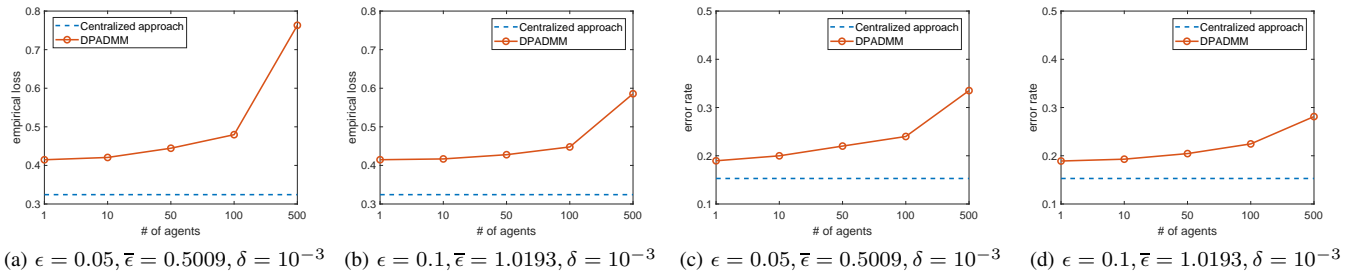 0.8
0.7
0.6
0.5
0.4
0.3
empirical loss
Centralized approach
DPADMM
1 10 50 100 500
# of agents
(a) ϵ = 0.05, ϵ̅ = 0.5009, δ = 10⁻³
0.8
0.7
0.6
0.5
0.4
0.3
empirical loss
Centralized approach
DPADMM
1 10 50 100 500
# of agents
(b) ϵ = 0.1, ϵ̅ = 1.0193, δ = 10⁻³
0.5
0.4
0.3
0.2
0.1
error rate
Centralized approach
DPADMM
1 10 50 100 500
# of agents
(c) ϵ = 0.05, ϵ̅ = 0.5009, δ = 10⁻³
0.5
0.4
0.3
0.2
0.1
error rate
Centralized approach
DPADMM
1 10 50 100 500
# of agents
(d) ϵ = 0.1, ϵ̅ = 1.0193, δ = 10⁻³